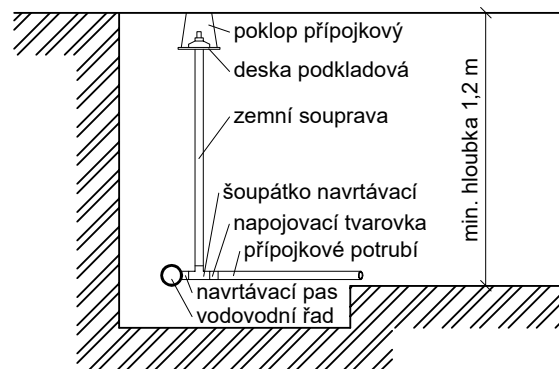 poklop přípojkový
deska podkladová
zemní souprava
šoupátko navrtávací
napojovací tvarovka
přípojkové potrubí
navrtávací pas
vodovodní řad
min. hloubka 1,2 m